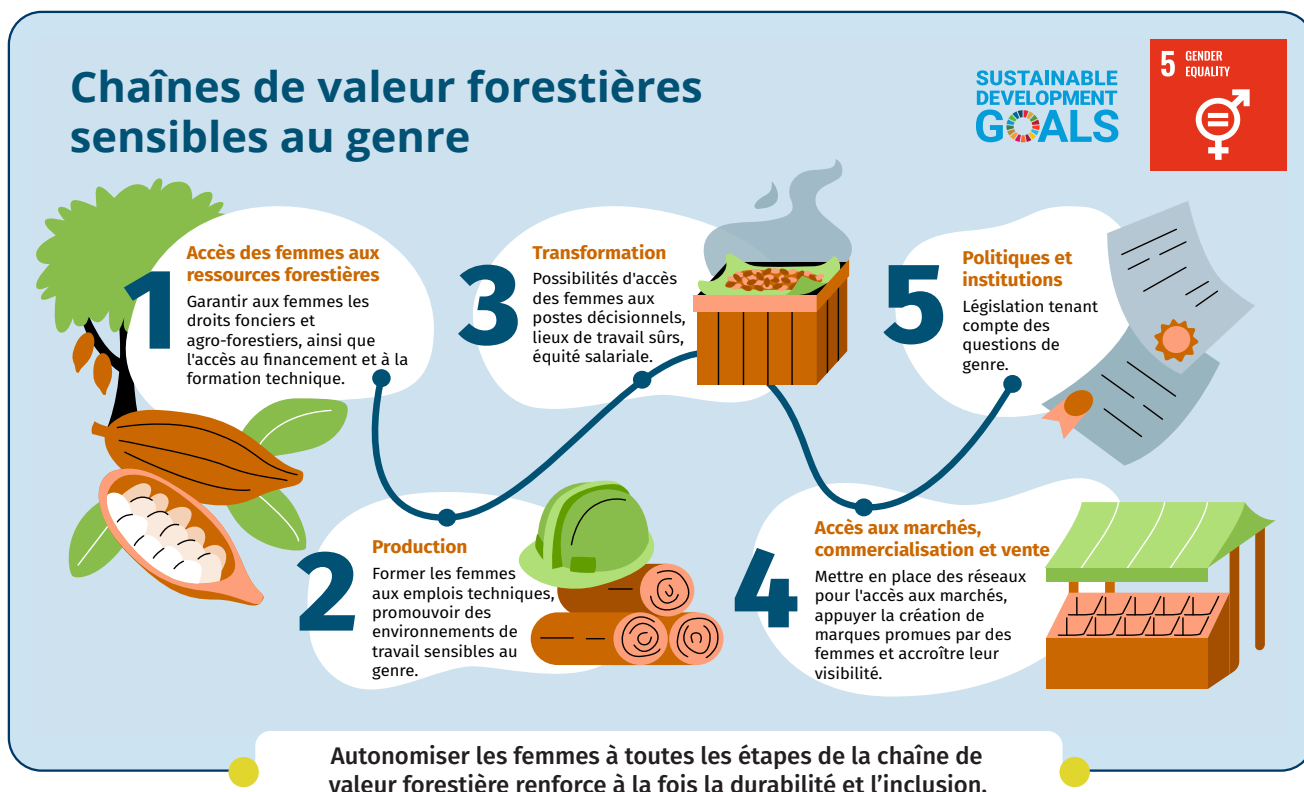 Chaînes de valeur forestières
sensibles au genre
SUSTAINABLE
DEVELOPMENT
GOALS
5 GENDER
EQUALITY
1
Accès des femmes aux
ressources forestières
Garantir aux femmes les
droits fonciers et
agro-forestiers, ainsi que
l'accès au financement et à la
formation technique.
2
Production
Former les femmes
aux emplois techniques,
promouvoir des
environnements de
travail sensibles au
genre.
3
Transformation
Possibilités d'accès
des femmes aux
postes décisionnels,
lieux de travail sûrs,
équité salariale.
4
Accès aux marchés,
commercialisation et vente
Mettre en place des réseaux
pour l'accès aux marchés,
appuyer la création de
marques promues par des
femmes et accroître leur
visibilité.
5
Politiques et
institutions
Législation tenant
compte des
questions de
genre.
Autonomiser les femmes à toutes les étapes de la chaîne de
valeur forestière renforce à la fois la durabilité et l’inclusion.